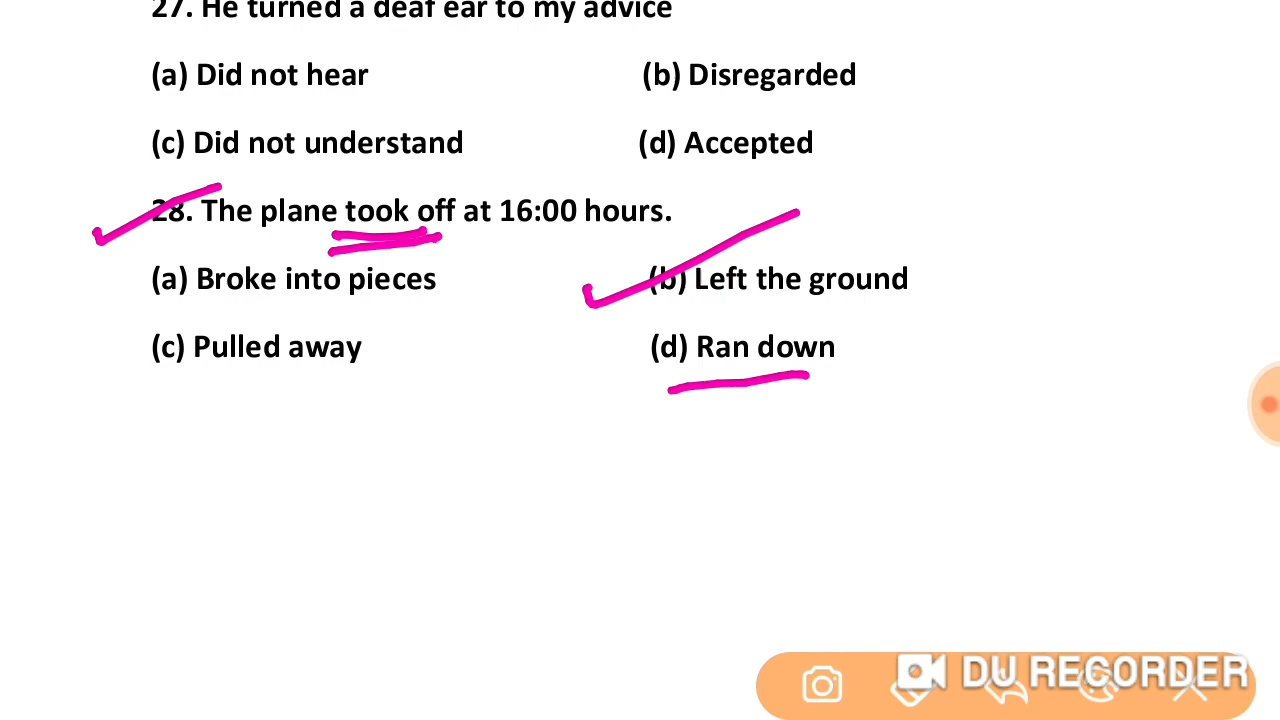 27. He turned a deaf ear to my advice
(a) Did not hear (b) Disregarded
(c) Did not understand (d) Accepted
28. The plane took off at 16:00 hours.
(a) Broke into pieces (b) Left the ground
(c) Pulled away (d) Ran down
DU RECORDER